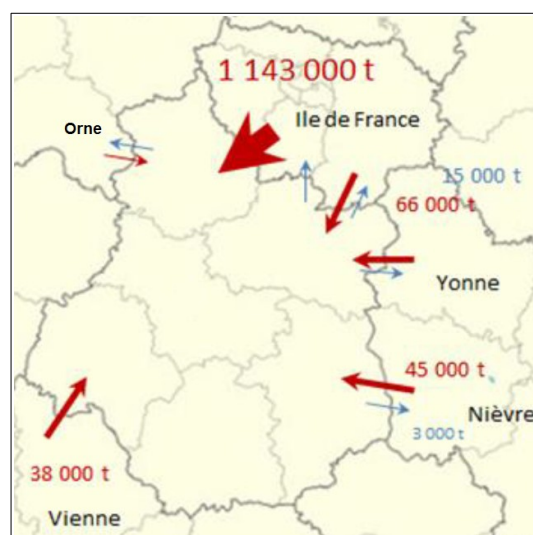 1 143 000 t
Orne
Ile de France
15 000 t
66 000 t
Yonne
45 000 t
Nièvre
3 000 t
38 000 t
Vienne